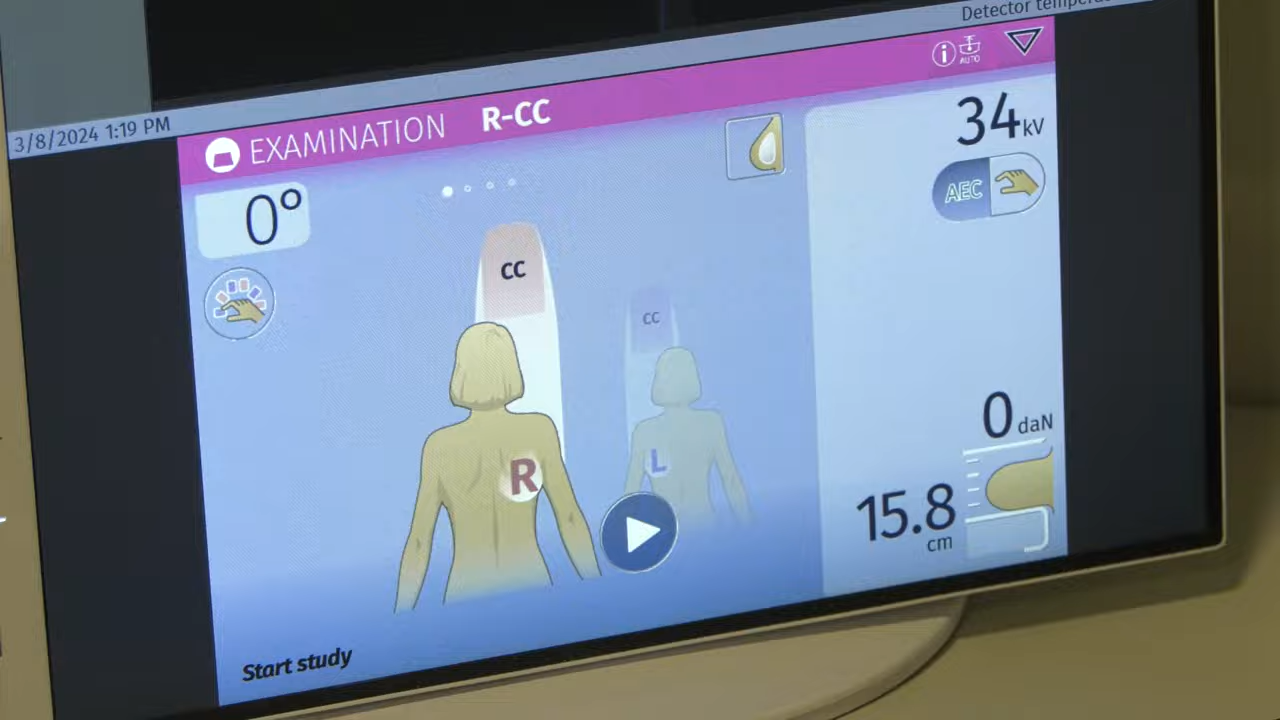 Detector
3/8/2024 1:19 PM
EXAMINATION R-CC
i
AUTO
0°
34 kV
AEC
CC
CC
R
L
0 daN
15.8 cm
Start study